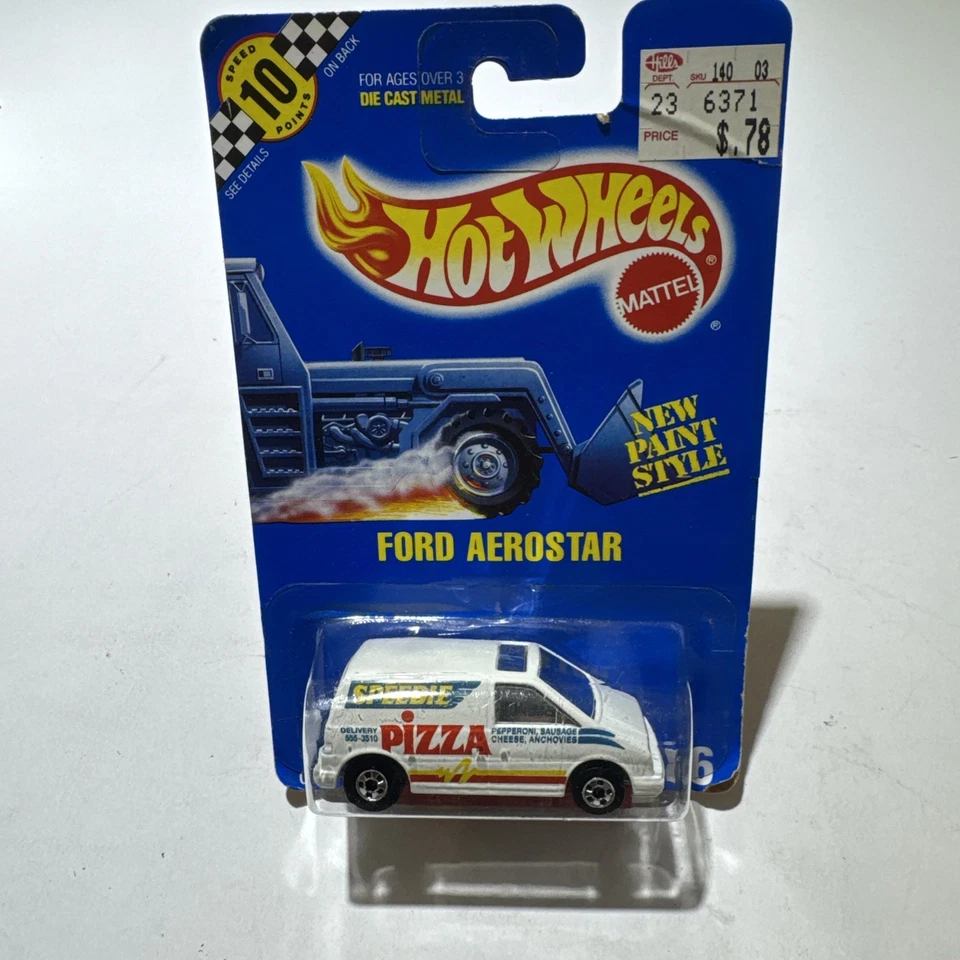 SPEED
10
POINTS
ON BACK
SEE DETAILS
FOR AGES OVER 3
DIE CAST METAL
Hills
DEPT. SKU 140 03
23 6371
PRICE $.78
HOT WHEELS®
MATTEL
®
NEW
PAINT
STYLE
FORD AEROSTAR
SPEEDIE
DELIVERY
555-3510
PiZZA
PEPPERONI, SAUSAGE
CHEESE, ANCHOVIES